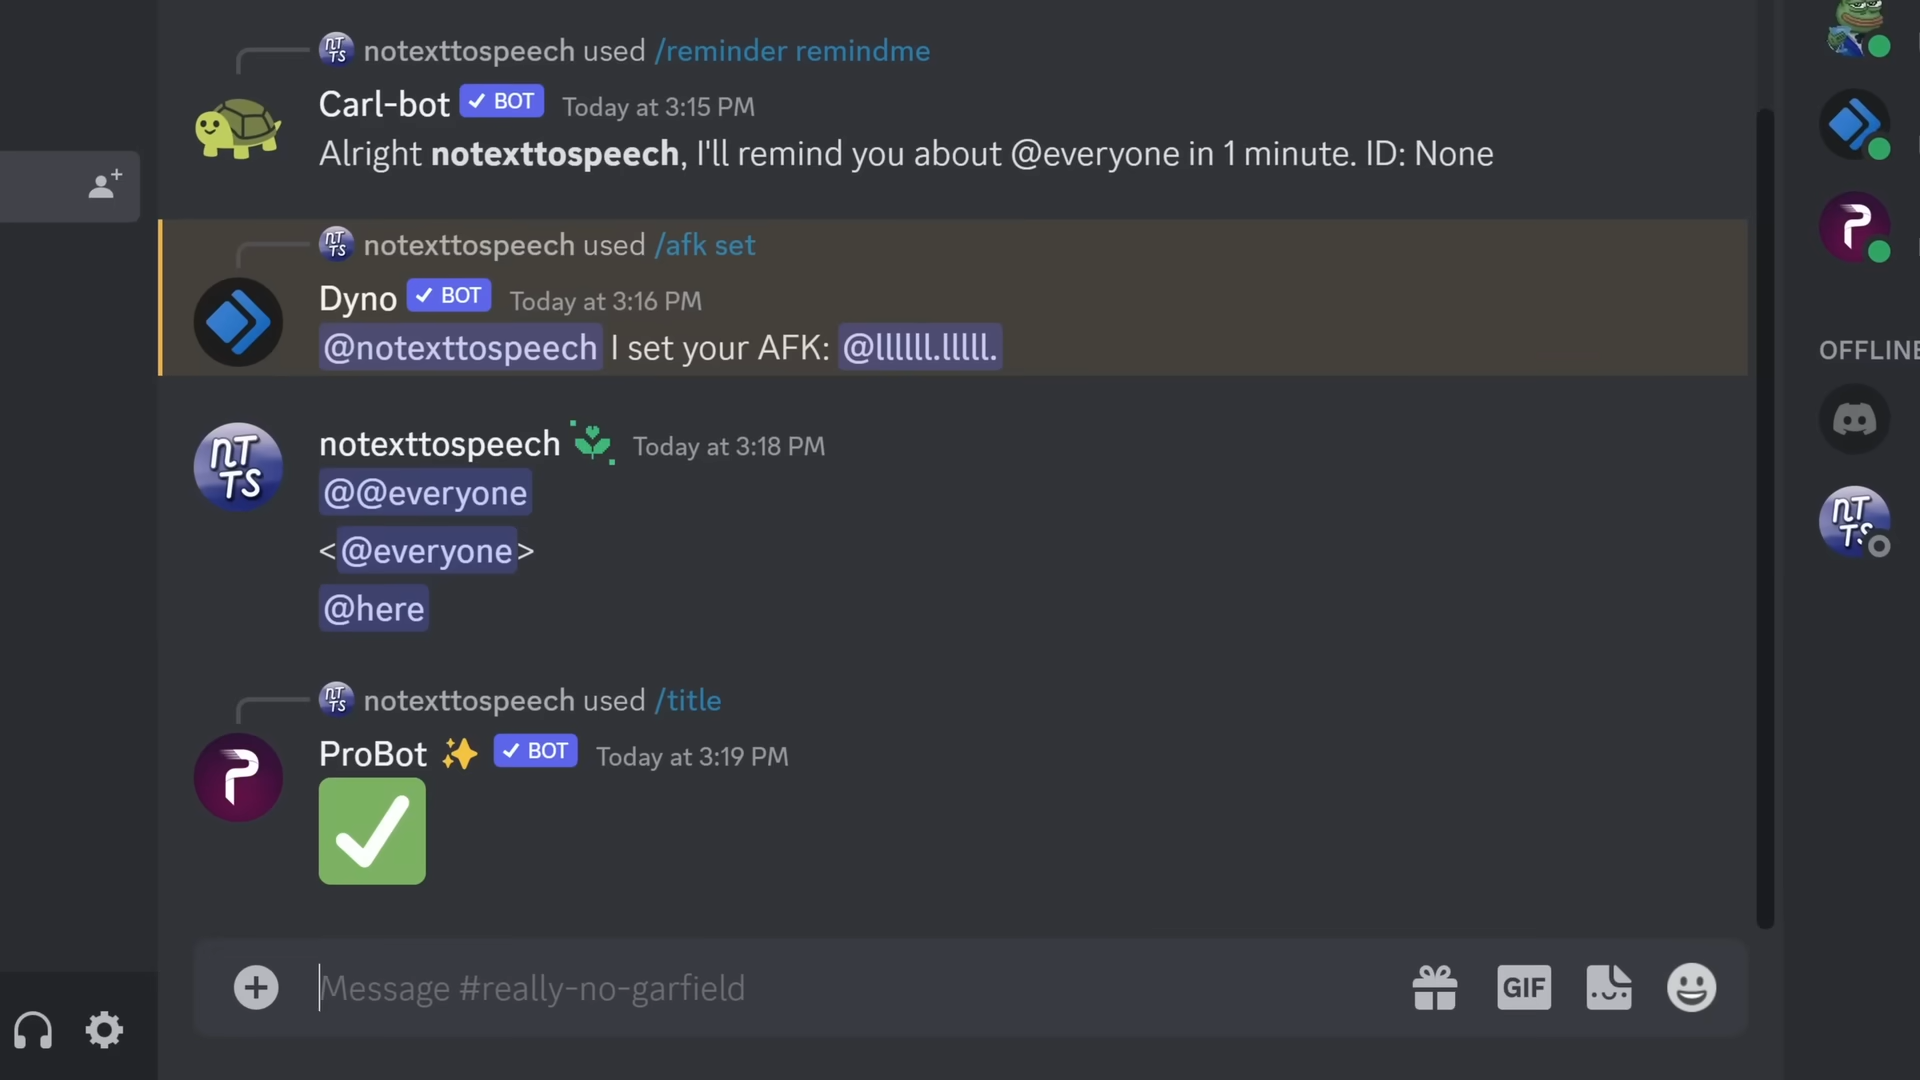 notexttospeech used /reminder remindme
Carl-bot ✓ BOT Today at 3:15 PM
Alright notexttospeech, I'll remind you about @everyone in 1 minute. ID: None
notexttospeech used /afk set
Dyno ✓ BOT Today at 3:16 PM
@notexttospeech I set your AFK: @llllll.lllll.
notexttospeech Today at 3:18 PM
@@everyone
<@everyone>
@here
notexttospeech used /title
ProBot ✨ ✓ BOT Today at 3:19 PM
Message #really-no-garfield
GIF
OFFLINE
nT
TS